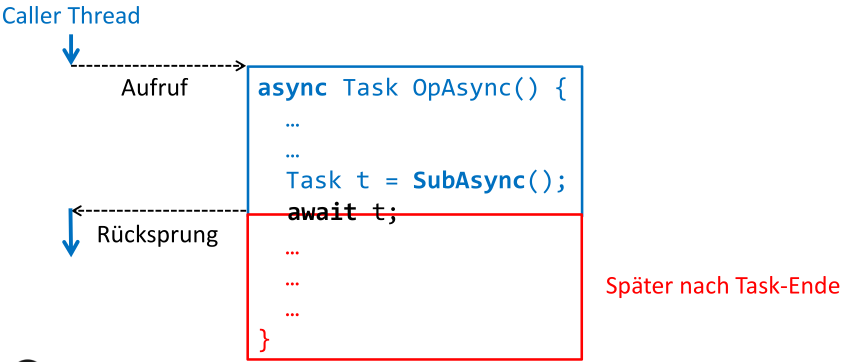 Caller Thread
Aufruf
async Task OpAsync() {
…
…
Task t = SubAsync();
await t;
Rücksprung
…
…
…
}
Später nach Task-Ende